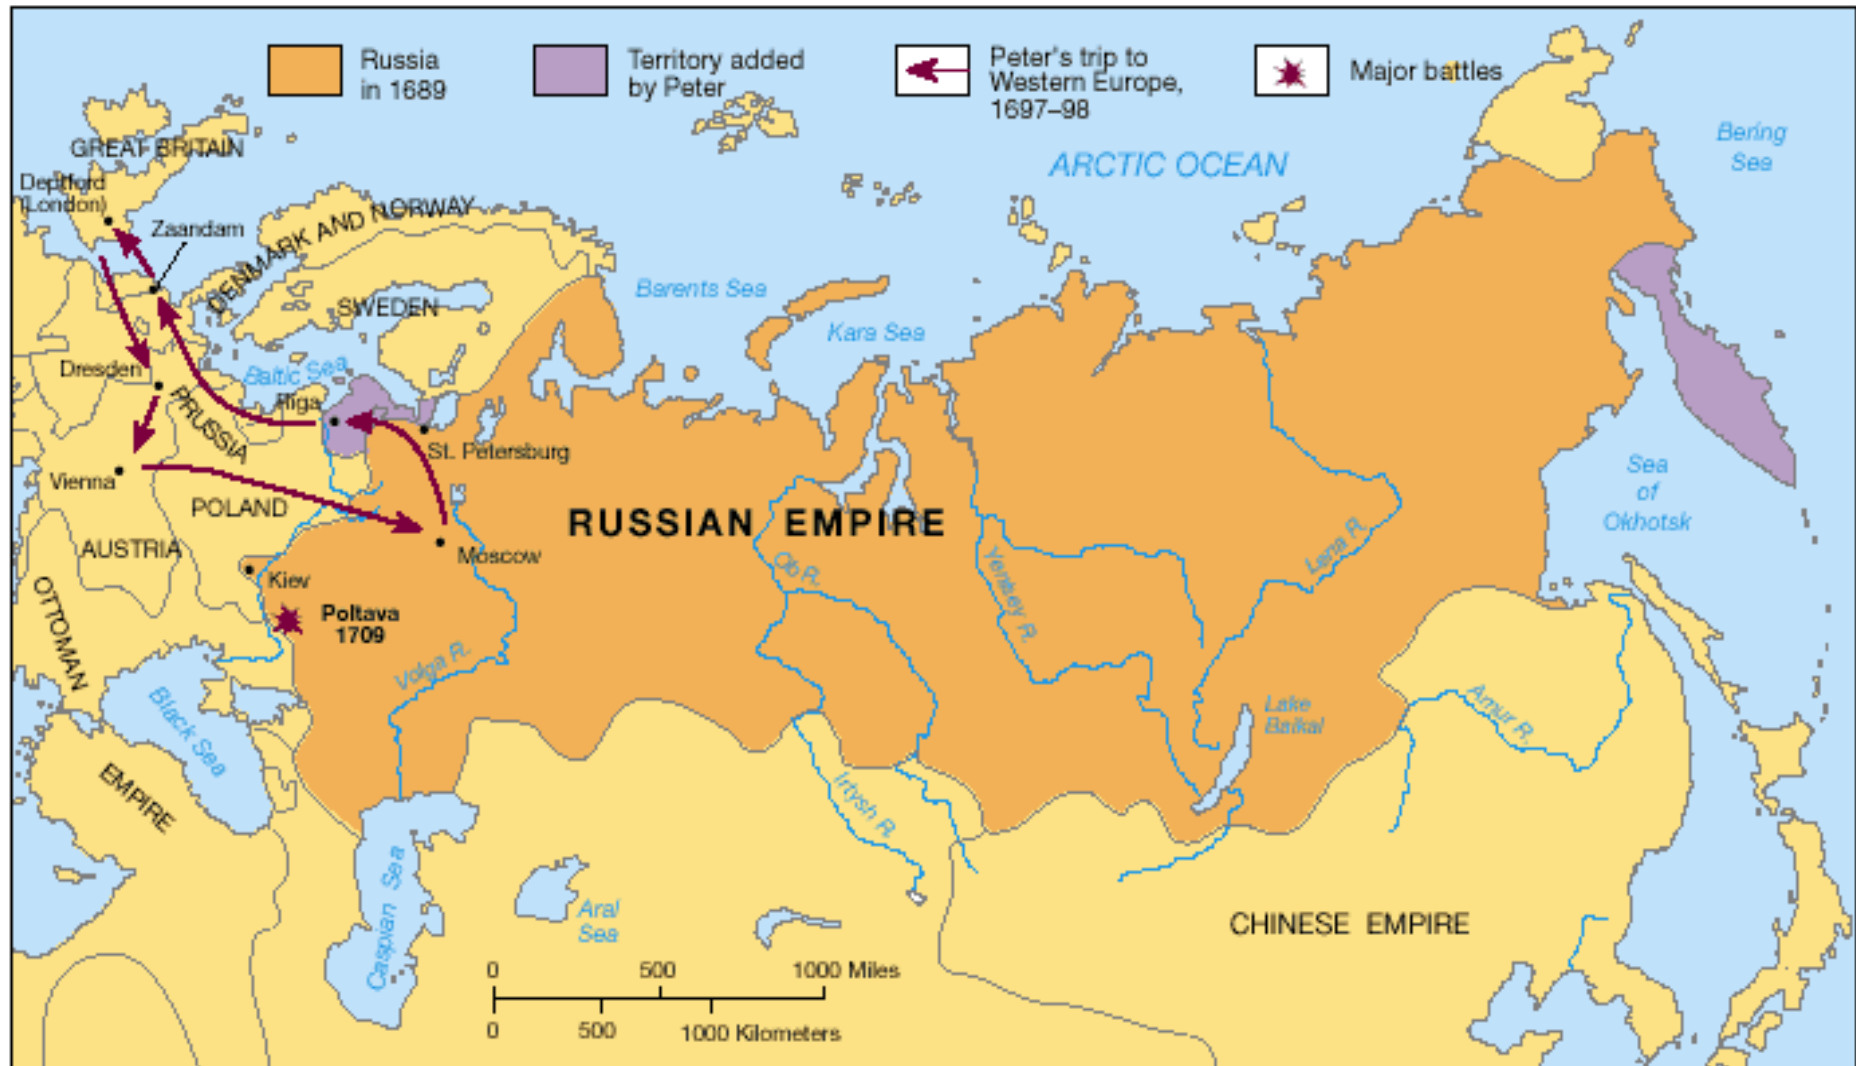 Russia
in 1689
Territory added
by Peter
Peter's trip to
Western Europe,
1697–98
Major battles
Bering
Sea
ARCTIC OCEAN
GREAT BRITAIN
Deptford
(London)
Zaandam
DENMARK AND NORWAY
SWEDEN
Barents Sea
Kara Sea
Dresden
Baltic Sea
Riga
PRUSSIA
St. Petersburg
Vienna
POLAND
RUSSIAN EMPIRE
Sea
of
Okhotsk
AUSTRIA
Moscow
Kiev
Ob R.
Yenisey R.
Lena R.
OTTOMAN
EMPIRE
Poltava
1709
Volga R.
Black Sea
Lake
Baikal
Amur R.
Irtysh R.
Caspian Sea
Aral
Sea
CHINESE EMPIRE
0 500 1000 Miles
0 500 1000 Kilometers